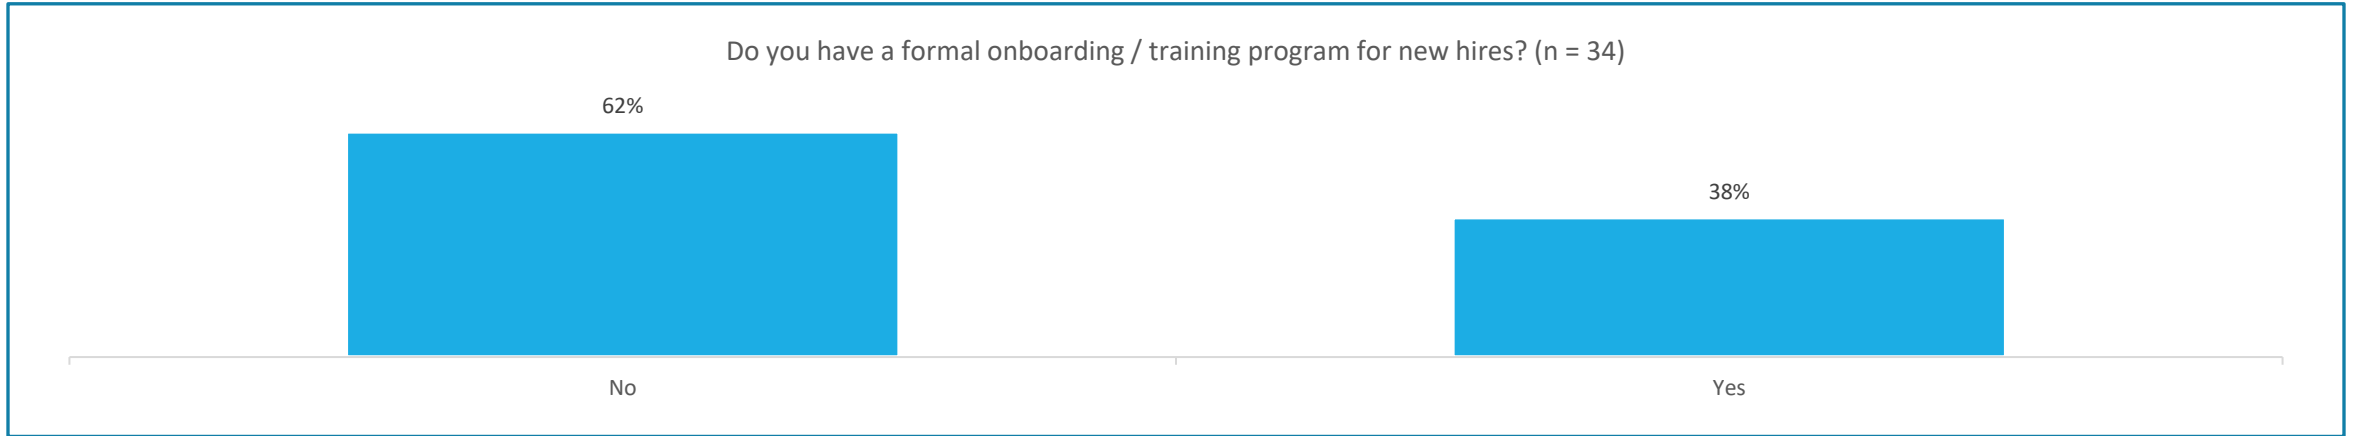 Do you have a formal onboarding / training program for new hires? (n = 34)
62%
38%
No
Yes